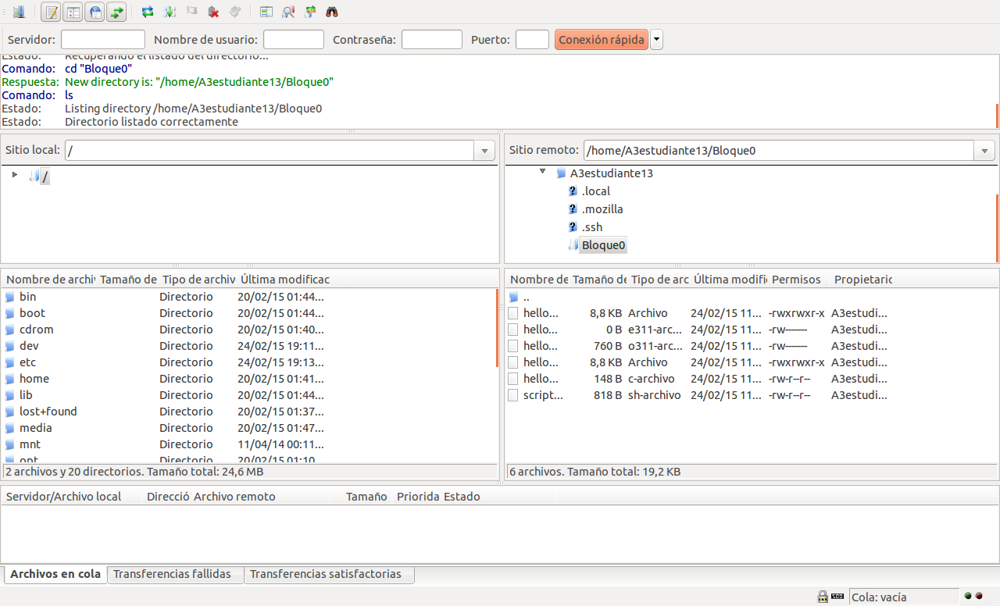 Servidor: Nombre de usuario: Contraseña: Puerto: Conexión rápida
Estado: Recuperando el listado del directorio...
Comando: cd "Bloque0"
Respuesta: New directory is: "/home/A3estudiante13/Bloque0"
Comando: ls
Estado: Listing directory /home/A3estudiante13/Bloque0
Estado: Directorio listado correctamente
Sitio local: /
/
Sitio remoto: /home/A3estudiante13/Bloque0
A3estudiante13
? .local
? .mozilla
? .ssh
Bloque0
Nombre de archi Tamaño de Tipo de archiv Última modificac
bin Directorio 20/02/15 01:44...
boot Directorio 20/02/15 01:44...
cdrom Directorio 20/02/15 01:40...
dev Directorio 24/02/15 19:11...
etc Directorio 24/02/15 19:13...
home Directorio 20/02/15 01:41...
lib Directorio 20/02/15 01:44...
lost+found Directorio 20/02/15 01:37...
media Directorio 20/02/15 01:47...
mnt Directorio 11/04/14 00:11...
opt Directorio 20/02/15 01:10
2 archivos y 20 directorios. Tamaño total: 24,6 MB
Nombre de Tamaño de Tipo de arc Última modifi Permisos Propietaric
..
hello... 8,8 KB Archivo 24/02/15 11... -rwxrwxr-x A3estudi...
hello... 0 B e311-arc... 24/02/15 11... -rw------- A3estudi...
hello... 760 B o311-arc... 24/02/15 11... -rw------- A3estudi...
hello... 8,8 KB Archivo 24/02/15 11... -rwxrwxr-x A3estudi...
hello... 148 B c-archivo 24/02/15 11... -rw-r--r-- A3estudi...
script... 818 B sh-archivo 24/02/15 11... -rw-r--r-- A3estudi...
6 archivos. Tamaño total: 19,2 KB
Servidor/Archivo local Direcció Archivo remoto Tamaño Priorida Estado
Archivos en cola Transferencias fallidas Transferencias satisfactorias
Cola: vacía